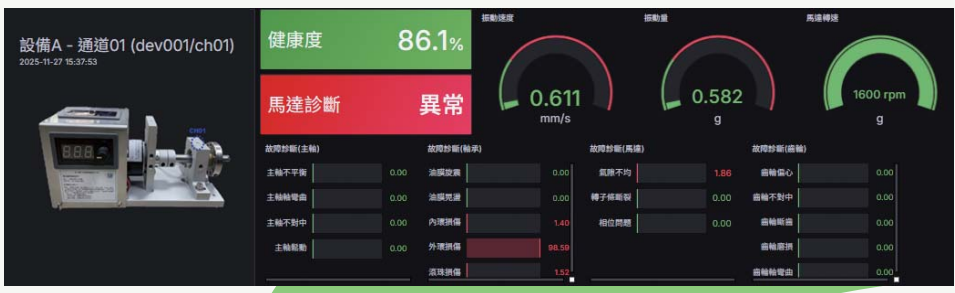 設備A - 通道01 (dev001/ch01)
2025-11-27 15:37:53
CH01
健康度 86.1%
馬達診斷 異常
振動速度
0.611
mm/s
振動量
0.582
g
馬達轉速
1600 rpm
g
故障診斷(主軸)
主軸不平衡 0.00
主軸軸彎曲 0.00
主軸不對中 0.00
主軸鬆動 0.00
故障診斷(軸承)
油膜旋震 0.00
油膜晃盪 0.00
內環損傷 1.40
外環損傷 98.59
滾珠損傷 1.52
故障診斷(馬達)
氣隙不均 1.86
轉子條斷裂 0.00
相位問題 0.00
故障診斷(齒輪)
齒輪偏心 0.00
齒輪不對中 0.00
齒輪斷齒 0.00
齒輪磨損 0.00
齒輪軸彎曲 0.00